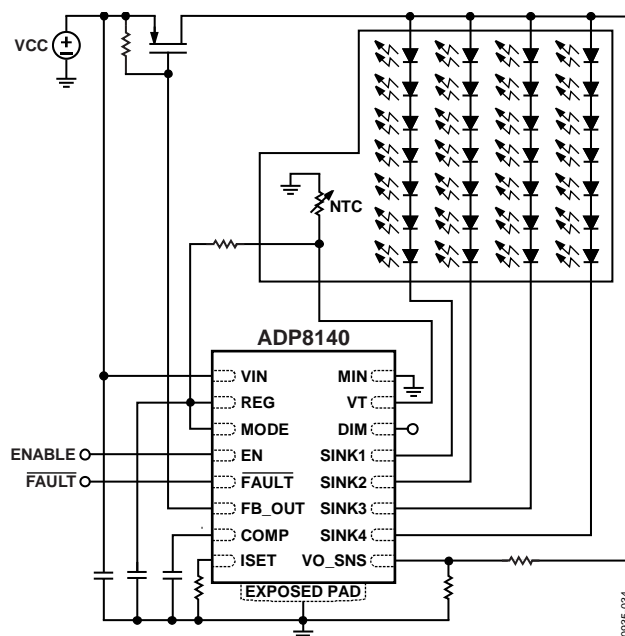 VCC
NTC
ADP8140
VIN
REG
MODE
EN
FAULT
FB_OUT
COMP
ISET
MIN
VT
DIM
SINK1
SINK2
SINK3
SINK4
VO_SNS
EXPOSED PAD
ENABLE
FAULT